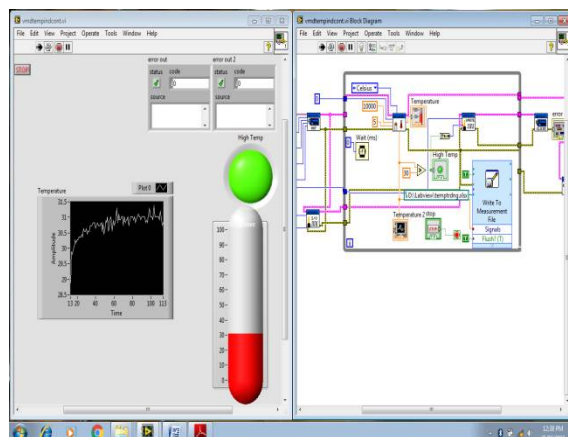 vmdtempindcont.vi
File Edit View Project Operate Tools Window Help
STOP
error out
status code
0
source
error out 2
status code
0
source
High Temp
Temperature
Plot 0
Amplitude
31.5
31
30.5
30
29.5
29
28.5
13 20 40 60 80 100 113
Time
100
90
80
70
60
50
40
30
20
10
0
vmdtempindcont.vi Block Diagram
File Edit View Project Operate Tools Window Help
Celsius
10000
5
Temperature
Wait (ms)
High Temp
30
Temperature 2
stop
Write To
Measurement
File
Signals
Flush? (T)
error
i